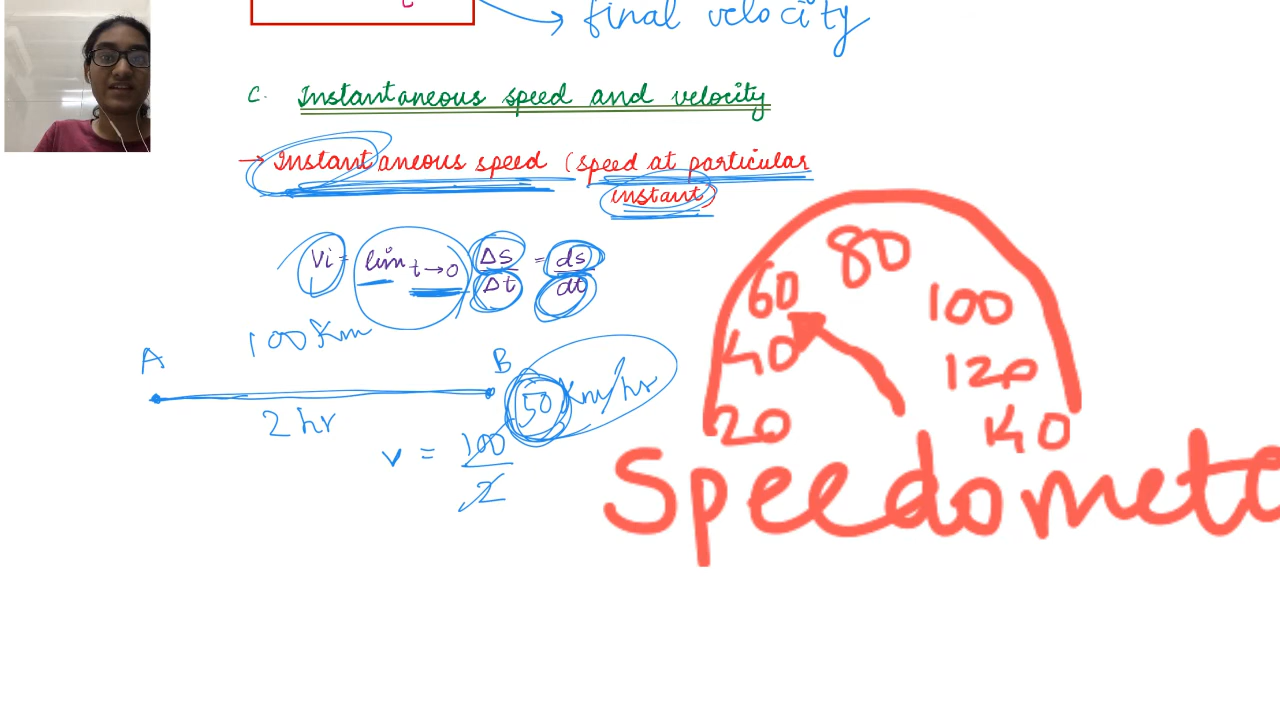 final velocity
C. Instantaneous speed and velocity
→ Instantaneous speed (speed at particular
instant)
Vi = lim t→0 Δs/Δt = ds/dt
100 Km
A B
2 hr
v = 100/2 50 Km/hr
80
60 100
40 120
20 140
Speedomet